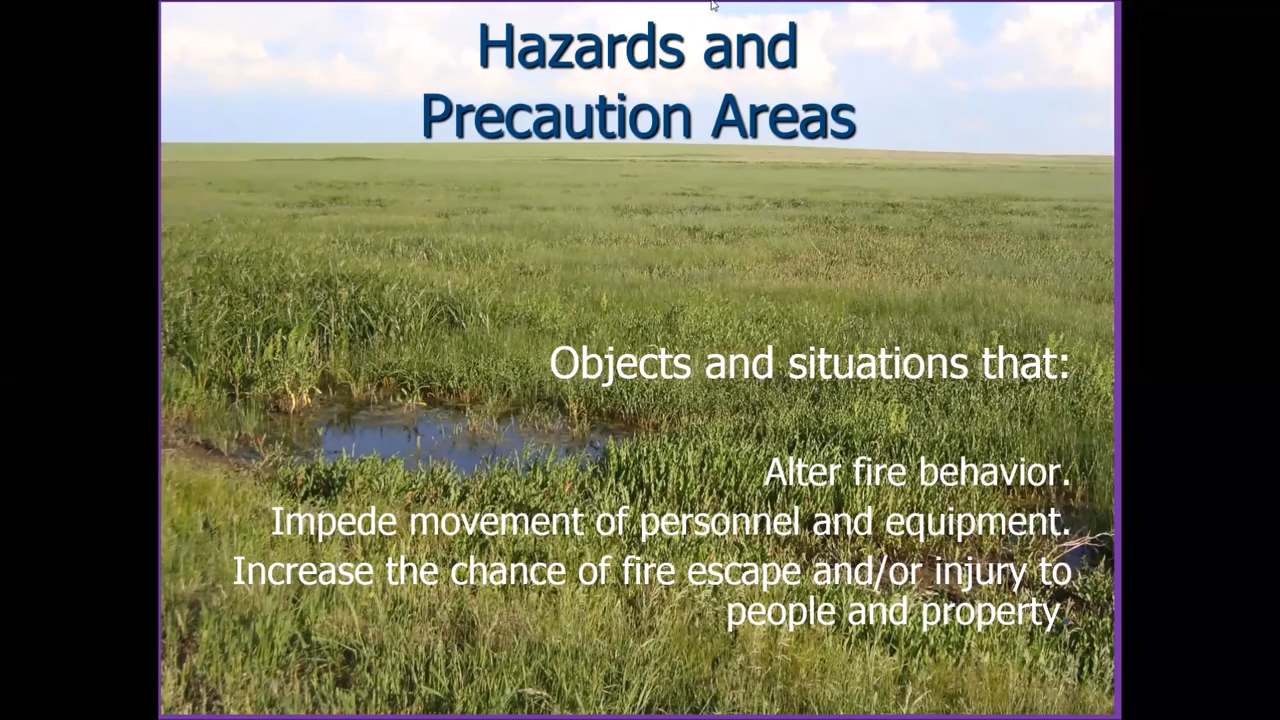 Hazards and
Precaution Areas
Objects and situations that:
Alter fire behavior.
Impede movement of personnel and equipment.
Increase the chance of fire escape and/or injury to
people and property.